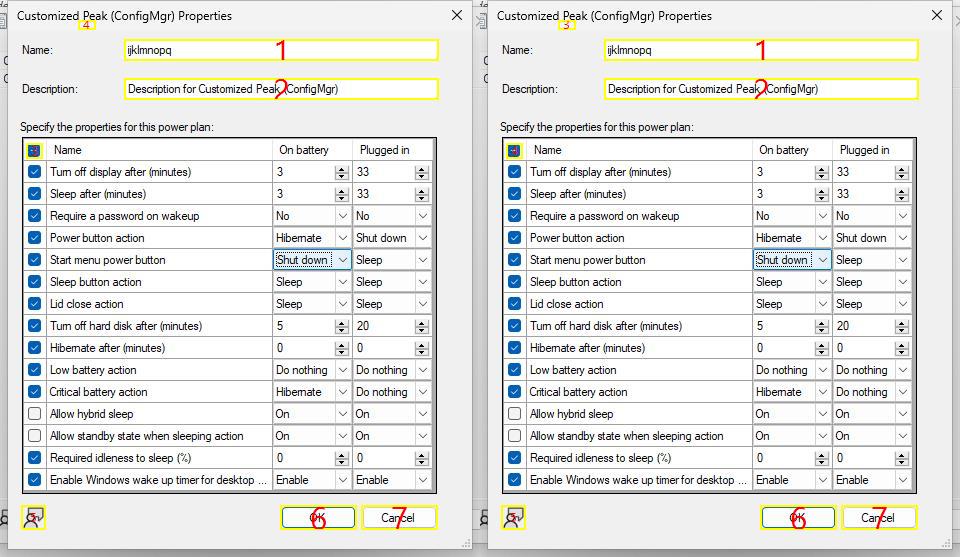 Customized Peak (ConfigMgr) Properties
4
Name:
ijklmnopq
1
Description:
Description for Customized Peak (ConfigMgr)
2
Specify the properties for this power plan:
Name On battery Plugged in
Turn off display after (minutes) 3 33
Sleep after (minutes) 3 33
Require a password on wakeup No No
Power button action Hibernate Shut down
Start menu power button Shut down Sleep
Sleep button action Sleep Sleep
Lid close action Sleep Sleep
Turn off hard disk after (minutes) 5 20
Hibernate after (minutes) 0 0
Low battery action Do nothing Do nothing
Critical battery action Hibernate Do nothing
Allow hybrid sleep On On
Allow standby state when sleeping action On On
Required idleness to sleep (%) 0 0
Enable Windows wake up timer for desktop ... Enable Enable
OK
6
Cancel
7
Customized Peak (ConfigMgr) Properties
3
Name:
ijklmnopq
1
Description:
Description for Customized Peak (ConfigMgr)
2
Specify the properties for this power plan:
Name On battery Plugged in
Turn off display after (minutes) 3 33
Sleep after (minutes) 3 33
Require a password on wakeup No No
Power button action Hibernate Shut down
Start menu power button Shut down Sleep
Sleep button action Sleep Sleep
Lid close action Sleep Sleep
Turn off hard disk after (minutes) 5 20
Hibernate after (minutes) 0 0
Low battery action Do nothing Do nothing
Critical battery action Hibernate Do nothing
Allow hybrid sleep On On
Allow standby state when sleeping action On On
Required idleness to sleep (%) 0 0
Enable Windows wake up timer for desktop ... Enable Enable
OK
6
Cancel
7